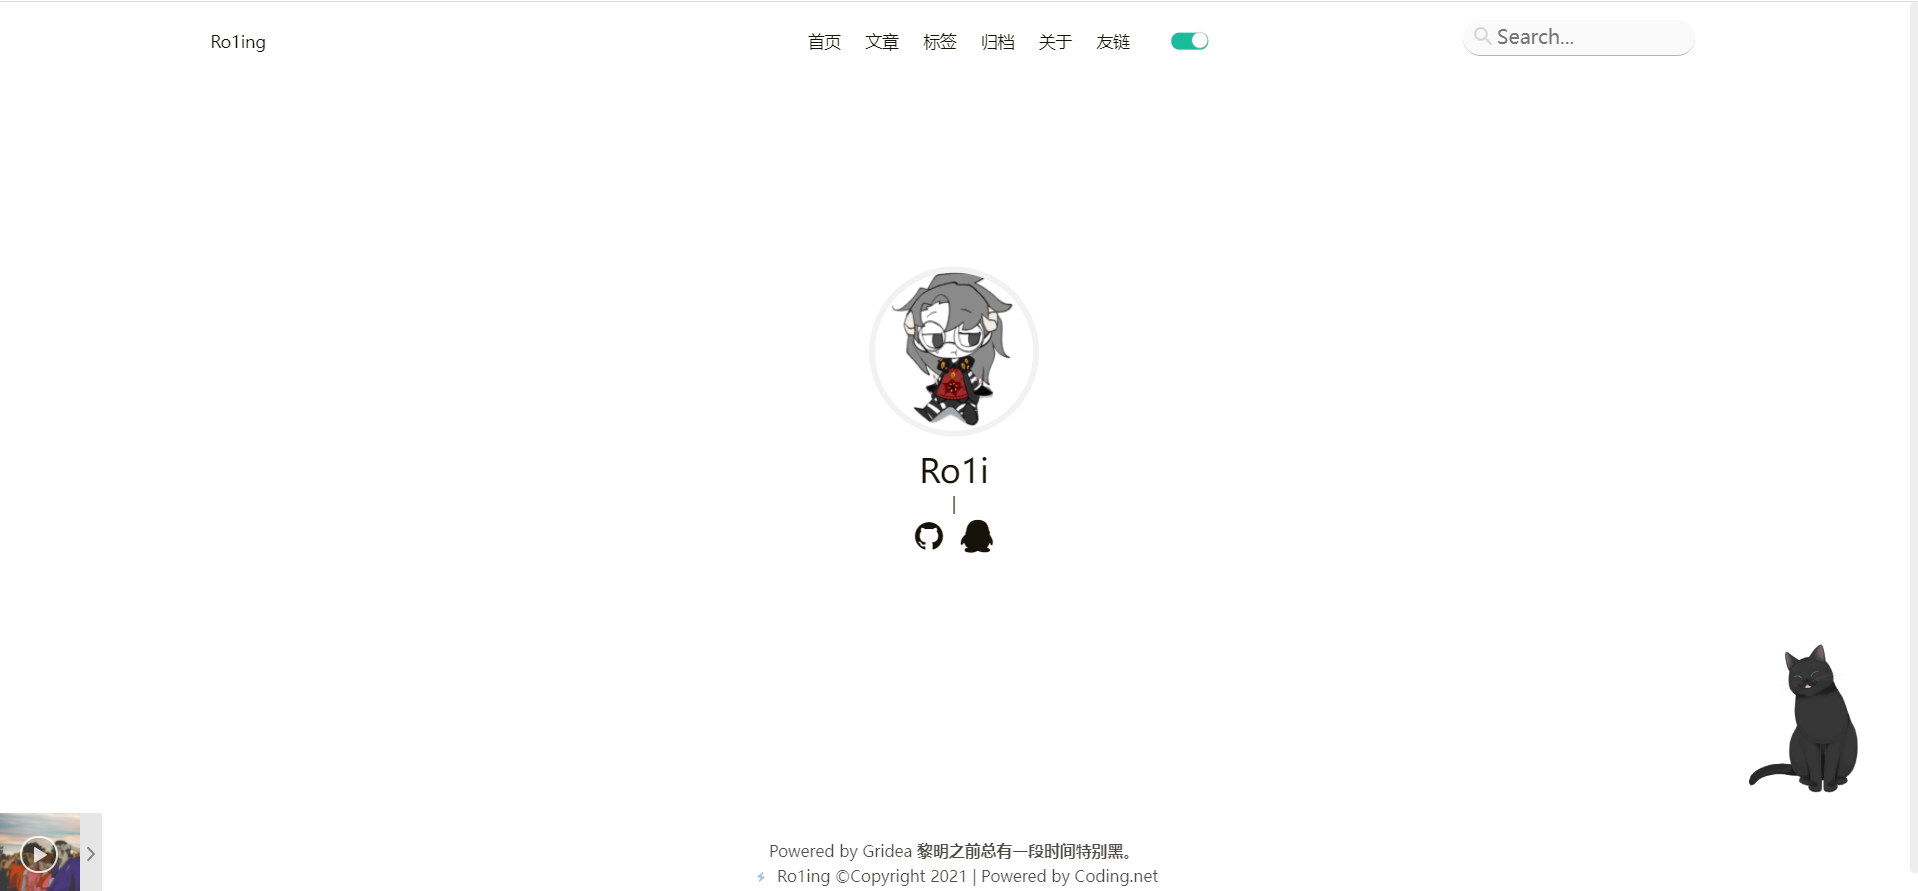 Ro1ing 首页 文章 标签 归档 关于 友链 Search...
Ro1i
|
Powered by Gridea 黎明之前总有一段时间特别黑。
Ro1ing ©Copyright 2021 | Powered by Coding.net